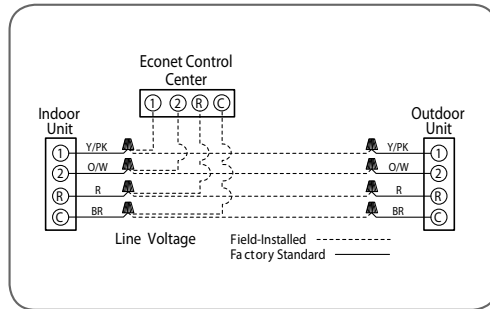 Econet Control
Center
1 2 R C
Indoor
Unit
Outdoor
Unit
1 Y/PK Y/PK 1
2 O/W O/W 2
R R R R
C BR BR C
Line Voltage
Field-Installed
Factory Standard